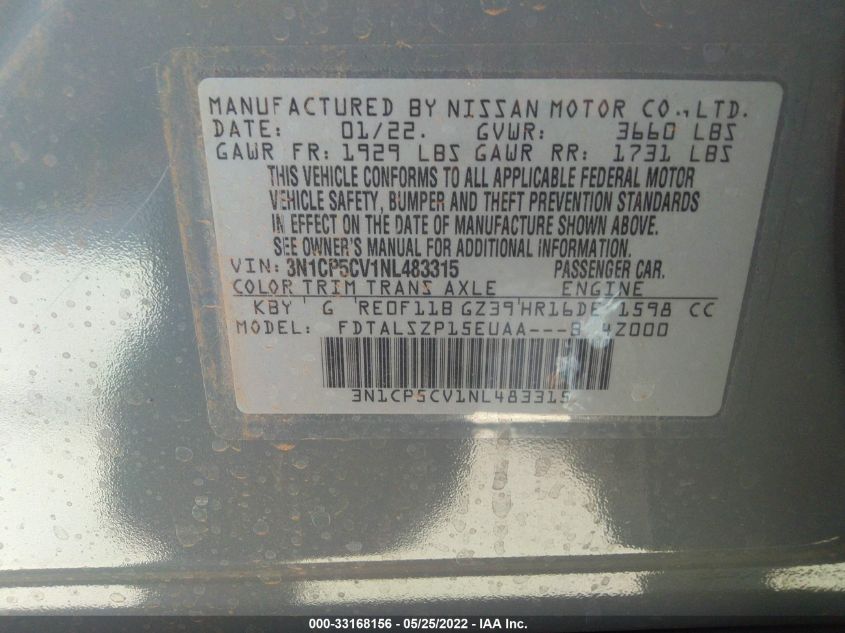 MANUFACTURED BY NISSAN MOTOR CO.,LTD.
DATE: 01/22. GVWR: 3660 LBS
GAWR FR: 1929 LBS GAWR RR: 1731 LBS
THIS VEHICLE CONFORMS TO ALL APPLICABLE FEDERAL MOTOR
VEHICLE SAFETY, BUMPER AND THEFT PREVENTION STANDARDS
IN EFFECT ON THE DATE OF MANUFACTURE SHOWN ABOVE.
SEE OWNER'S MANUAL FOR ADDITIONAL INFORMATION.
VIN: 3N1CP5CV1NL483315 PASSENGER CAR.
COLOR TRIM TRANS AXLE ENGINE
KBY G RE0F11B GZ39 HR16DE 1598 CC
MODEL:
3N1CP5CV1NL483315
000-33168156 - 05/25/2022 - IAA Inc.